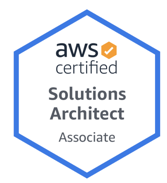 aws
certified
Solutions
Architect
Associate